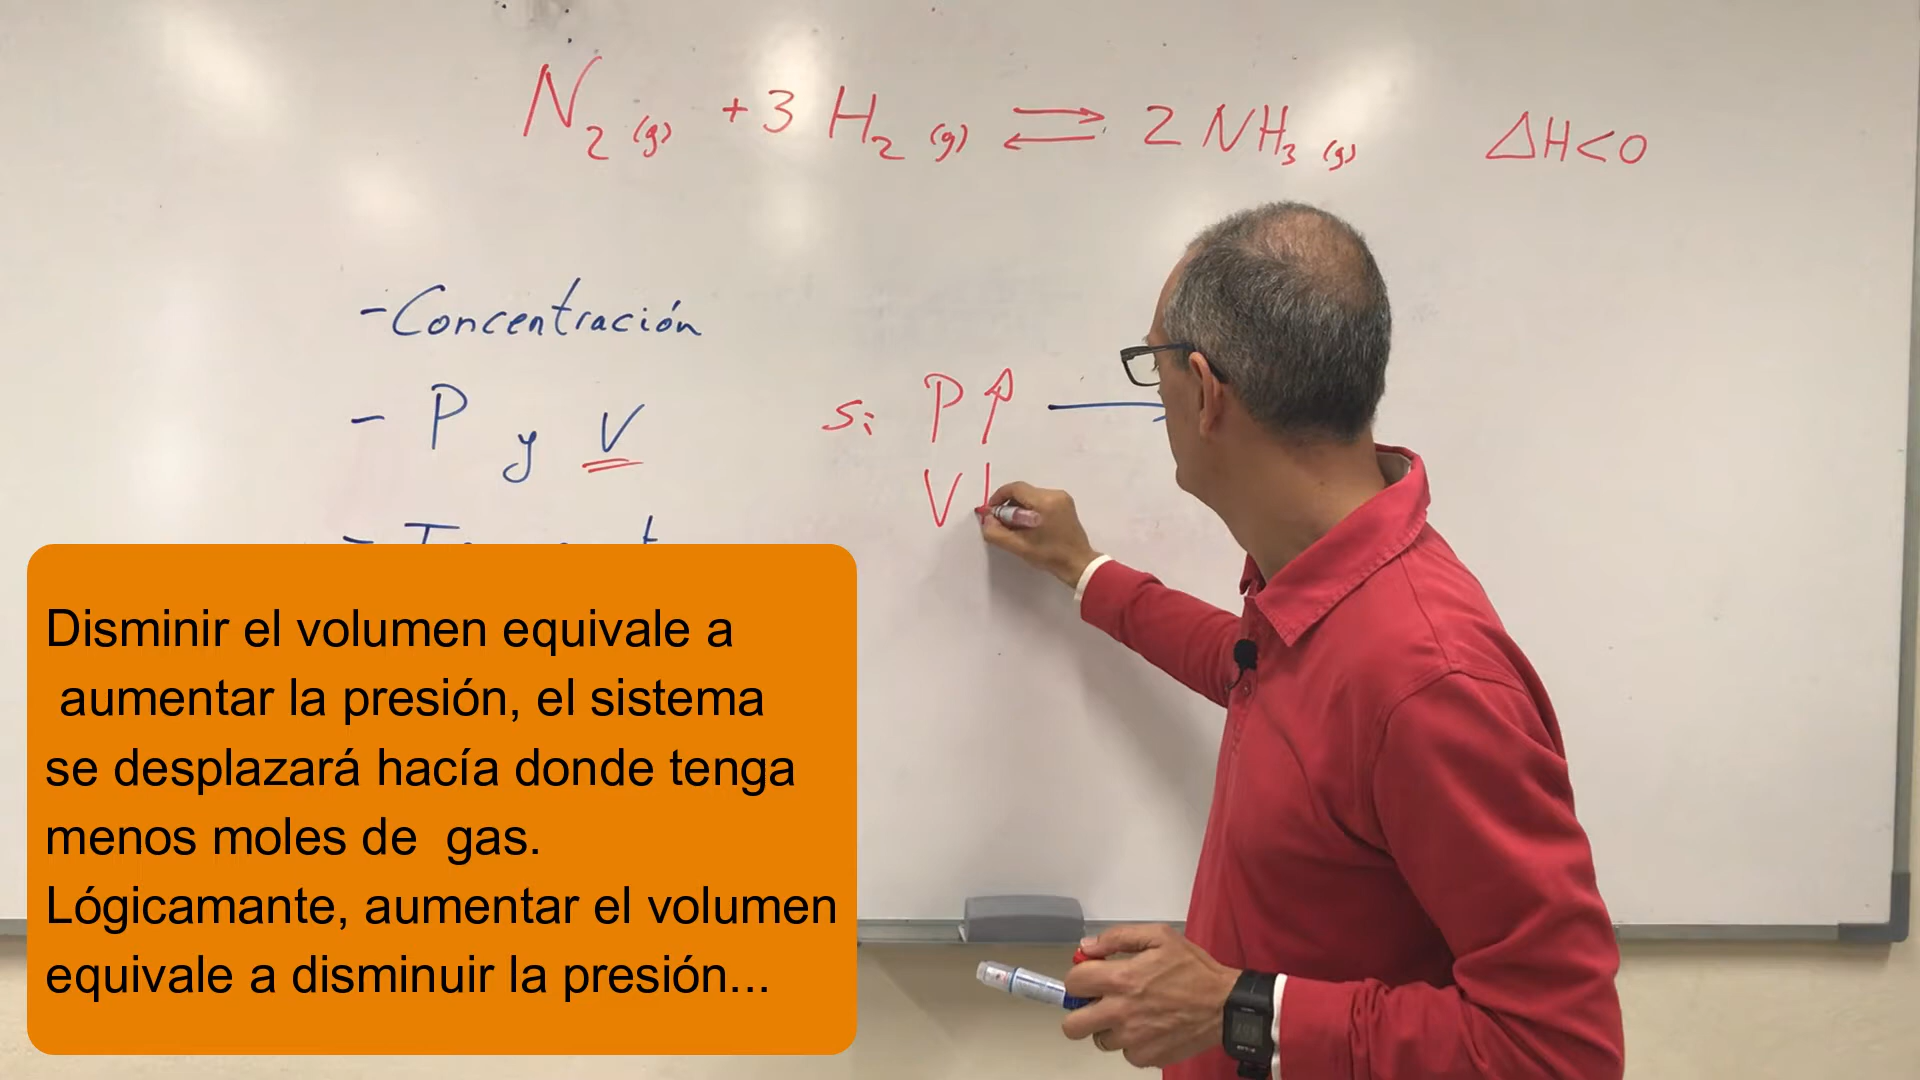 N₂ (g) + 3 H₂ (g) ⇌ 2 NH₃ (g) ΔH<0
- Concentración
- P y V
si P↑ →
V↓
Disminir el volumen equivale a
aumentar la presión, el sistema
se desplazará hacía donde tenga
menos moles de gas.
Lógicamante, aumentar el volumen
equivale a disminuir la presión...